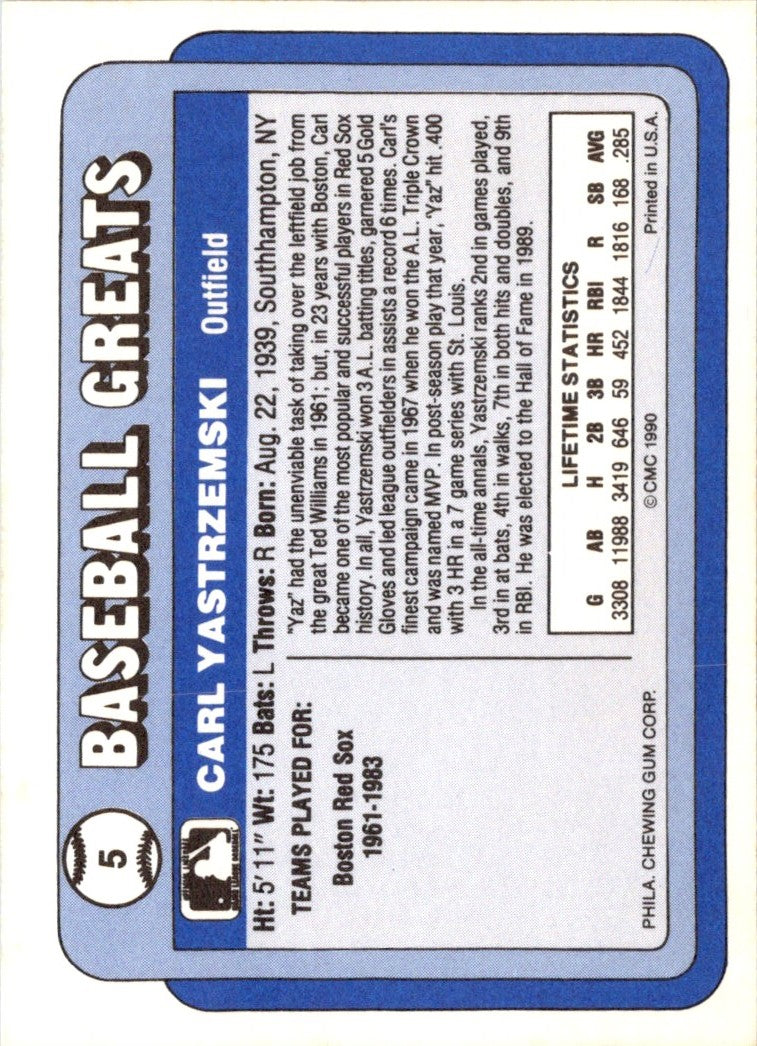 5 BASEBALL GREATS
CARL YASTRZEMSKI Outfield
Ht: 5' 11" Wt: 175 Bats: L Throws: R Born: Aug. 22, 1939, Southhampton, NY
TEAMS PLAYED FOR:
Boston Red Sox
1961-1983
"Yaz" had the unenviable task of taking over the leftfield job from
the great Ted Williams in 1961; but, in 23 years with Boston, Carl
became one of the most popular and successful players in Red Sox
history. In all, Yastrzemski won 3 A.L. batting titles, garnered 5 Gold
Gloves and led league outfielders in assists a record 6 times. Carl's
finest campaign came in 1967 when he won the A.L. Triple Crown
and was named MVP. In post-season play that year, "Yaz" hit .400
with 3 HR in a 7 game series with St. Louis.
In the all-time annals, Yastrzemski ranks 2nd in games played,
3rd in at bats, 4th in walks, 7th in both hits and doubles, and 9th
in RBI. He was elected to the Hall of Fame in 1989.
LIFETIME STATISTICS
G AB H 2B 3B HR RBI R SB AVG
3308 11988 3419 646 59 452 1844 1816 168 .285
PHILA. CHEWING GUM CORP. © CMC 1990 Printed in U.S.A.